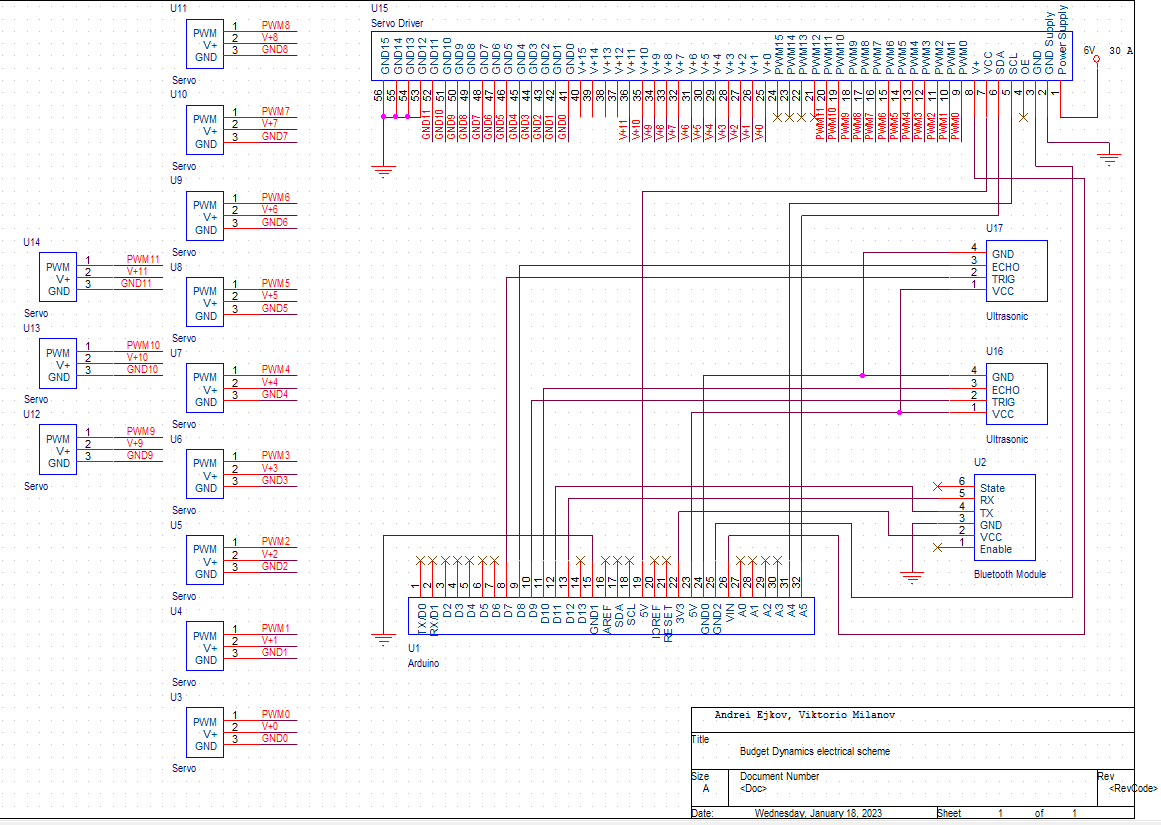 U11
PWM
V+
GND
1 PWM8
2 V+8
3 GND8
Servo
U10
PWM
V+
GND
1 PWM7
2 V+7
3 GND7
Servo
U9
PWM
V+
GND
1 PWM6
2 V+6
3 GND6
Servo
U8
PWM
V+
GND
1 PWM5
2 V+5
3 GND5
Servo
U7
PWM
V+
GND
1 PWM4
2 V+4
3 GND4
Servo
U6
PWM
V+
GND
1 PWM3
2 V+3
3 GND3
Servo
U5
PWM
V+
GND
1 PWM2
2 V+2
3 GND2
Servo
U4
PWM
V+
GND
1 PWM1
2 V+1
3 GND1
Servo
U3
PWM
V+
GND
1 PWM0
2 V+0
3 GND0
Servo
U14
PWM
V+
GND
1 PWM11
2 V+11
3 GND11
Servo
U13
PWM
V+
GND
1 PWM10
2 V+10
3 GND10
Servo
U12
PWM
V+
GND
1 PWM9
2 V+9
3 GND9
Servo
U15
Servo Driver
GND15 GND14 GND13 GND12 GND11 GND10 GND9 GND8 GND7 GND6 GND5 GND4 GND3 GND2 GND1 GND0 V+15 V+14 V+13 V+12 V+11 V+10 V+9 V+8 V+7 V+6 V+5 V+4 V+3 V+2 V+1 V+0 PWM15 PWM14 PWM13 PWM12 PWM11 PWM10 PWM9 PWM8 PWM7 PWM6 PWM5 PWM4 PWM3 PWM2 PWM1 PWM0 V+ VCC SDA SCL OE GND GND Supply Power Supply
56 55 54 53 52 51 50 49 48 47 46 45 44 43 42 41 40 39 38 37 36 35 34 33 32 31 30 29 28 27 26 25 24 23 22 21 20 19 18 17 16 15 14 13 12 11 10 9 8 7 6 5 4 3 2 1
GND11 GND10 GND9 GND8 GND7 GND6 GND5 GND4 GND3 GND2 GND1 GND0 V+11 V+10 V+9 V+8 V+7 V+6 V+5 V+4 V+3 V+2 V+1 V+0 PWM11 PWM10 PWM9 PWM8 PWM7 PWM6 PWM5 PWM4 PWM3 PWM2 PWM1 PWM0
6V 30 A
U17
4 GND
3 ECHO
2 TRIG
1 VCC
Ultrasonic
U16
4 GND
3 ECHO
2 TRIG
1 VCC
Ultrasonic
U2
6 State
5 RX
4 TX
3 GND
2 VCC
1 Enable
Bluetooth Module
1 2 3 4 5 6 7 8 9 10 11 12 13 14 15 16 17 18 19 20 21 22 23 24 25 26 27 28 29 30 31 32
TX/D0 RX/D1 D2 D3 D4 D5 D6 D7 D8 D9 D10 D11 D12 D13 GND1 AREF SDA SCL 5V IOREF RESET 3V3 5V GND0 GND2 VIN A0 A1 A2 A3 A4 A5
U1
Arduino
Andrei Ejkov, Viktorio Milanov
Title
Budget Dynamics electrical scheme
Size Document Number Rev
A <Doc> <RevCode>
Date: Wednesday, January 18, 2023 Sheet 1 of 1